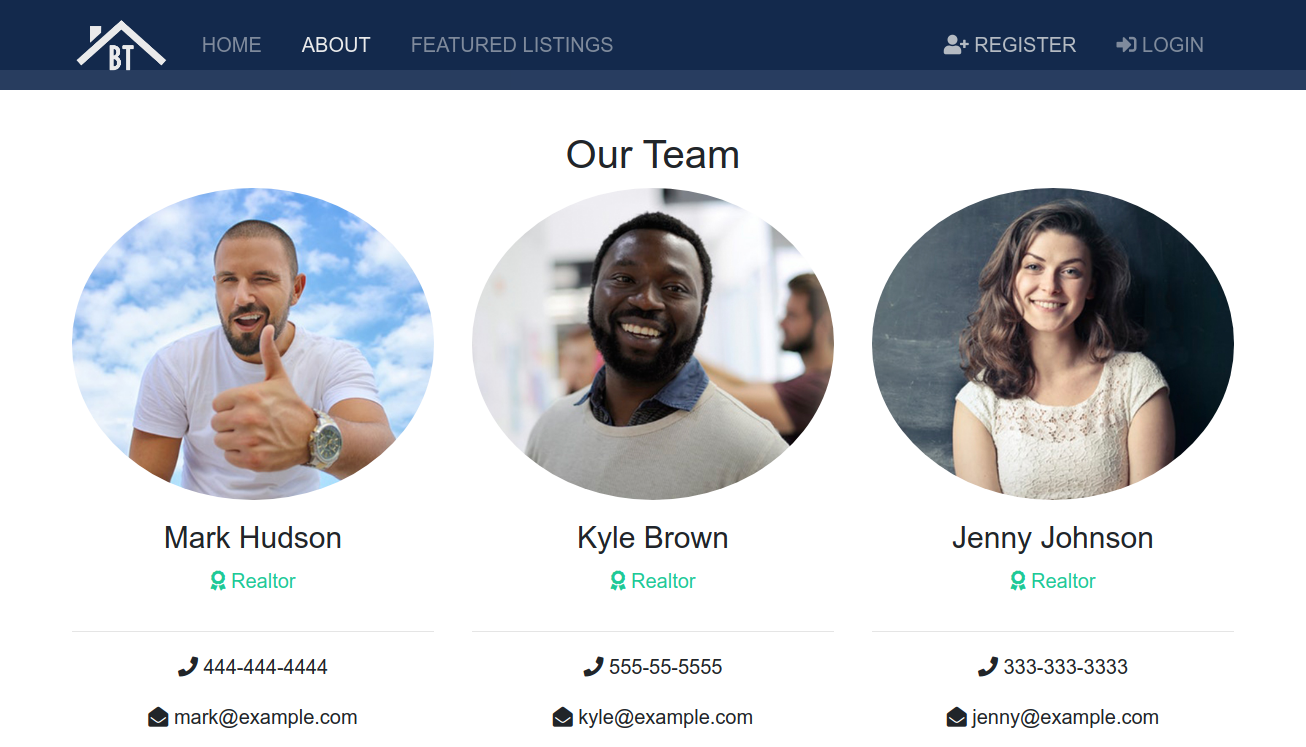 BT HOME ABOUT FEATURED LISTINGS REGISTER LOGIN
Our Team
Mark Hudson Kyle Brown Jenny Johnson
Realtor Realtor Realtor
444-444-4444 555-55-5555 333-333-3333
mark@example.com kyle@example.com jenny@example.com